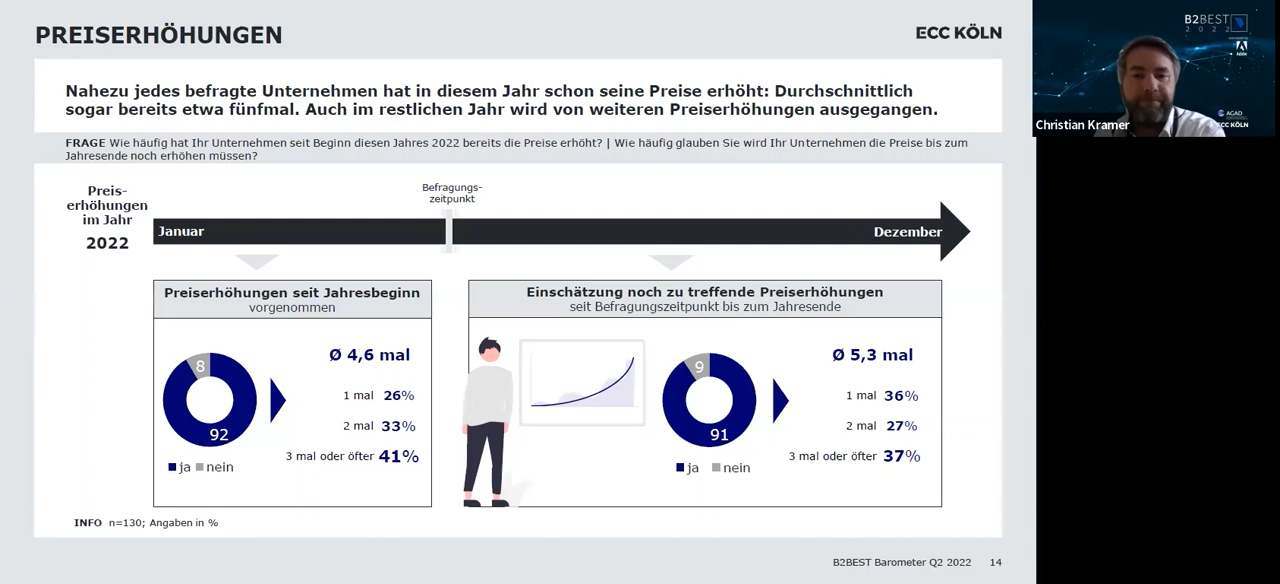 PREISERHÖHUNGEN
ECC KÖLN
Nahezu jedes befragte Unternehmen hat in diesem Jahr schon seine Preise erhöht: Durchschnittlich
sogar bereits etwa fünfmal. Auch im restlichen Jahr wird von weiteren Preiserhöhungen ausgegangen.
FRAGE Wie häufig hat Ihr Unternehmen seit Beginn diesen Jahres 2022 bereits die Preise erhöht? | Wie häufig glauben Sie wird Ihr Unternehmen die Preise bis zum
Jahresende noch erhöhen müssen?
Preis-
erhöhungen
im Jahr
2022
Befragungs-
zeitpunkt
Januar
Dezember
Preiserhöhungen seit Jahresbeginn
vorgenommen
8
92
ja nein
Ø 4,6 mal
1 mal 26%
2 mal 33%
3 mal oder öfter 41%
Einschätzung noch zu treffende Preiserhöhungen
seit Befragungszeitpunkt bis zum Jahresende
9
91
ja nein
Ø 5,3 mal
1 mal 36%
2 mal 27%
3 mal oder öfter 37%
INFO n=130; Angaben in %
B2BEST Barometer Q2 2022 14
B2BEST
2022
Adobe
AGAD
ECC KÖLN
Christian Kramer